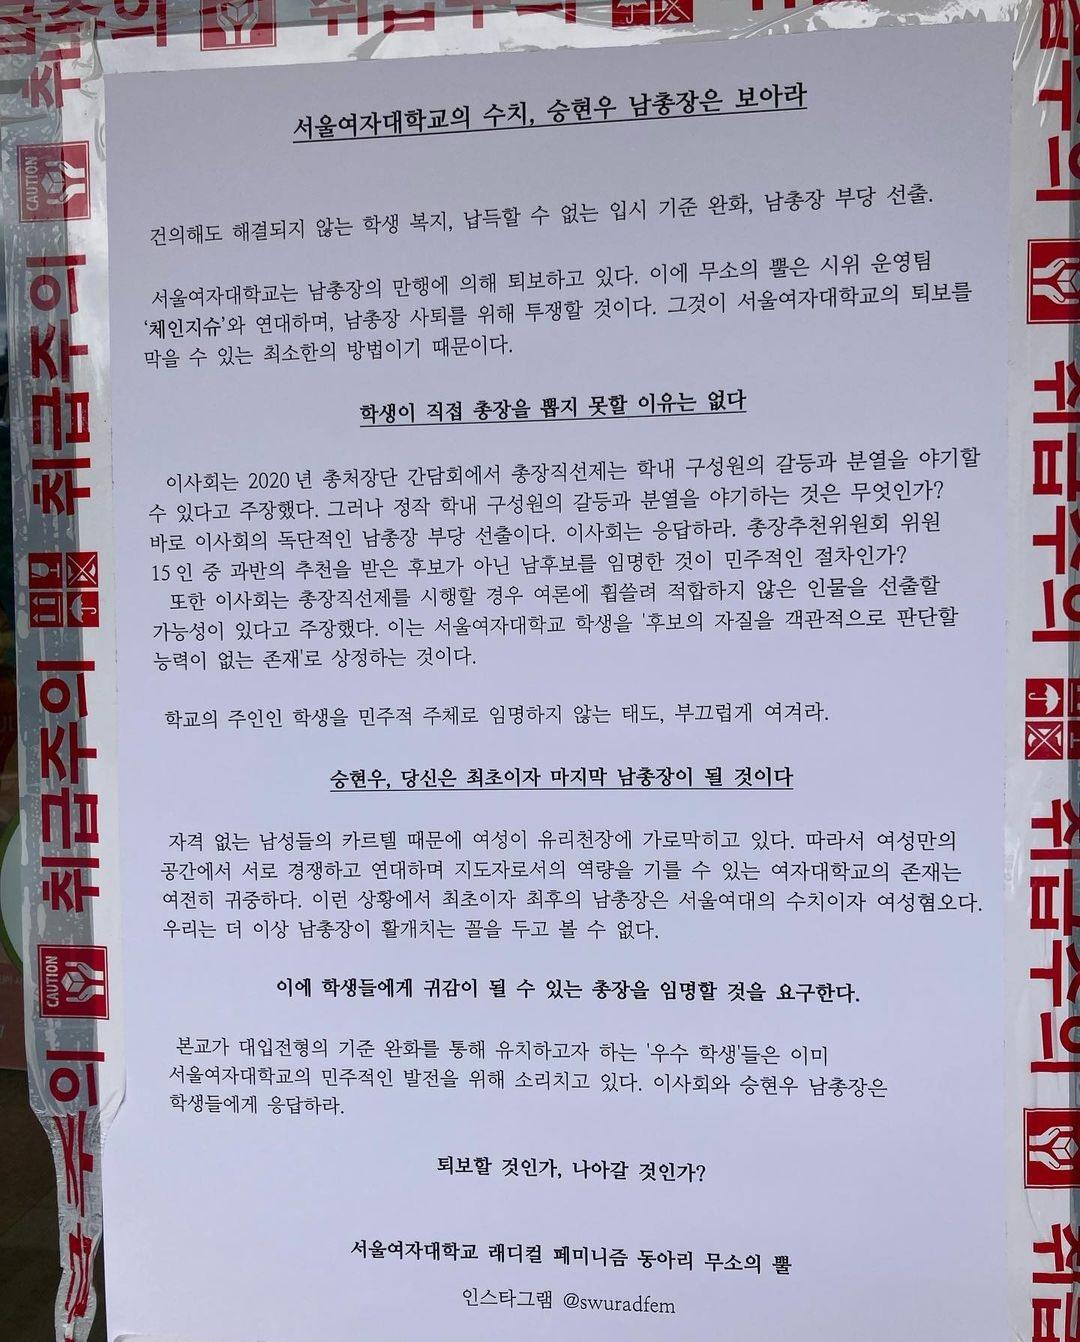 취급주의
취급주의
서울여자대학교의 수치, 승현우 남총장은 보아라
건의해도 해결되지 않는 학생 복지, 납득할 수 없는 입시 기준 완화, 남총장 부당 선출.
서울여자대학교는 남총장의 만행에 의해 퇴보하고 있다. 이에 무소의 뿔은 시위 운영팀
‘체인지슈’와 연대하며, 남총장 사퇴를 위해 투쟁할 것이다. 그것이 서울여자대학교의 퇴보를
막을 수 있는 최소한의 방법이기 때문이다.
학생이 직접 총장을 뽑지 못할 이유는 없다
이사회는 2020년 총처장단 간담회에서 총장직선제는 학내 구성원의 갈등과 분열을 야기할
수 있다고 주장했다. 그러나 정작 학내 구성원의 갈등과 분열을 야기하는 것은 무엇인가?
바로 이사회의 독단적인 남총장 부당 선출이다. 이사회는 응답하라. 총장추천위원회 위원
15인 중 과반의 추천을 받은 후보가 아닌 남후보를 임명한 것이 민주적인 절차인가?
또한 이사회는 총장직선제를 시행할 경우 여론에 휩쓸려 적합하지 않은 인물을 선출할
가능성이 있다고 주장했다. 이는 서울여자대학교 학생을 '후보의 자질을 객관적으로 판단할
능력이 없는 존재'로 상정하는 것이다.
학교의 주인인 학생을 민주적 주체로 임명하지 않는 태도, 부끄럽게 여겨라.
승현우, 당신은 최초이자 마지막 남총장이 될 것이다
자격 없는 남성들의 카르텔 때문에 여성이 유리천장에 가로막히고 있다. 따라서 여성만의
공간에서 서로 경쟁하고 연대하며 지도자로서의 역량을 기를 수 있는 여자대학교의 존재는
여전히 귀중하다. 이런 상황에서 최초이자 최후의 남총장은 서울여대의 수치이자 여성혐오다.
우리는 더 이상 남총장이 활개치는 꼴을 두고 볼 수 없다.
이에 학생들에게 귀감이 될 수 있는 총장을 임명할 것을 요구한다.
본교가 대입전형의 기준 완화를 통해 유치하고자 하는 '우수 학생'들은 이미
서울여자대학교의 민주적인 발전을 위해 소리치고 있다. 이사회와 승현우 남총장은
학생들에게 응답하라.
퇴보할 것인가, 나아갈 것인가?
서울여자대학교 래디컬 페미니즘 동아리 무소의 뿔
인스타그램 @swuradfem
CAUTION
취급주의
취급주의
CAUTION
취급주의
취급주의